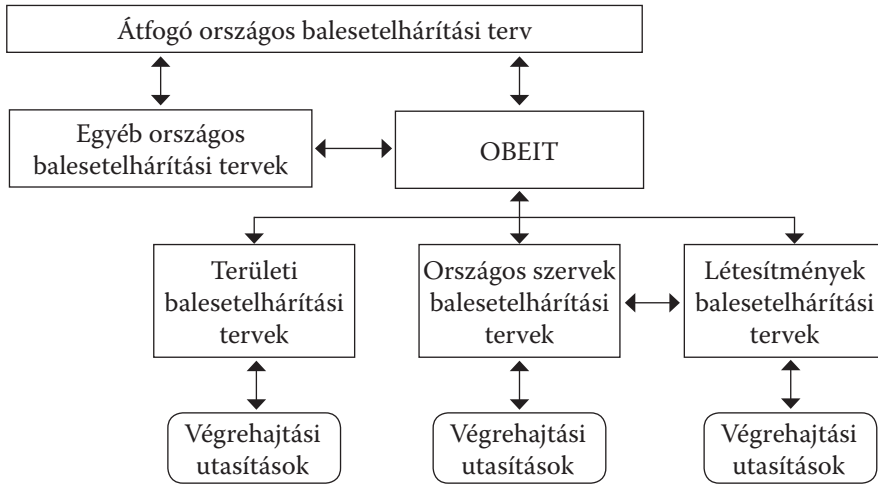 Átfogó országos balesetelhárítási terv
Egyéb országos
balesetelhárítási tervek
OBEIT
Területi
balesetelhárítási
tervek
Országos szervek
balesetelhárítási
tervek
Létesítmények
balesetelhárítási
tervek
Végrehajtási
utasítások
Végrehajtási
utasítások
Végrehajtási
utasítások